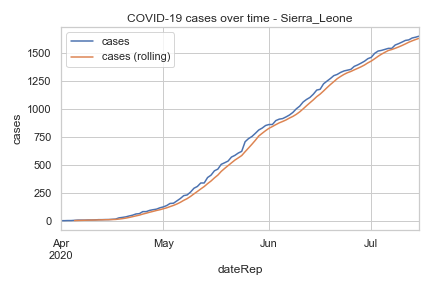 COVID-19 cases over time - Sierra_Leone
cases
cases (rolling)
1500
1250
1000
750
500
250
0
cases
Apr
2020
May
Jun
Jul
dateRep